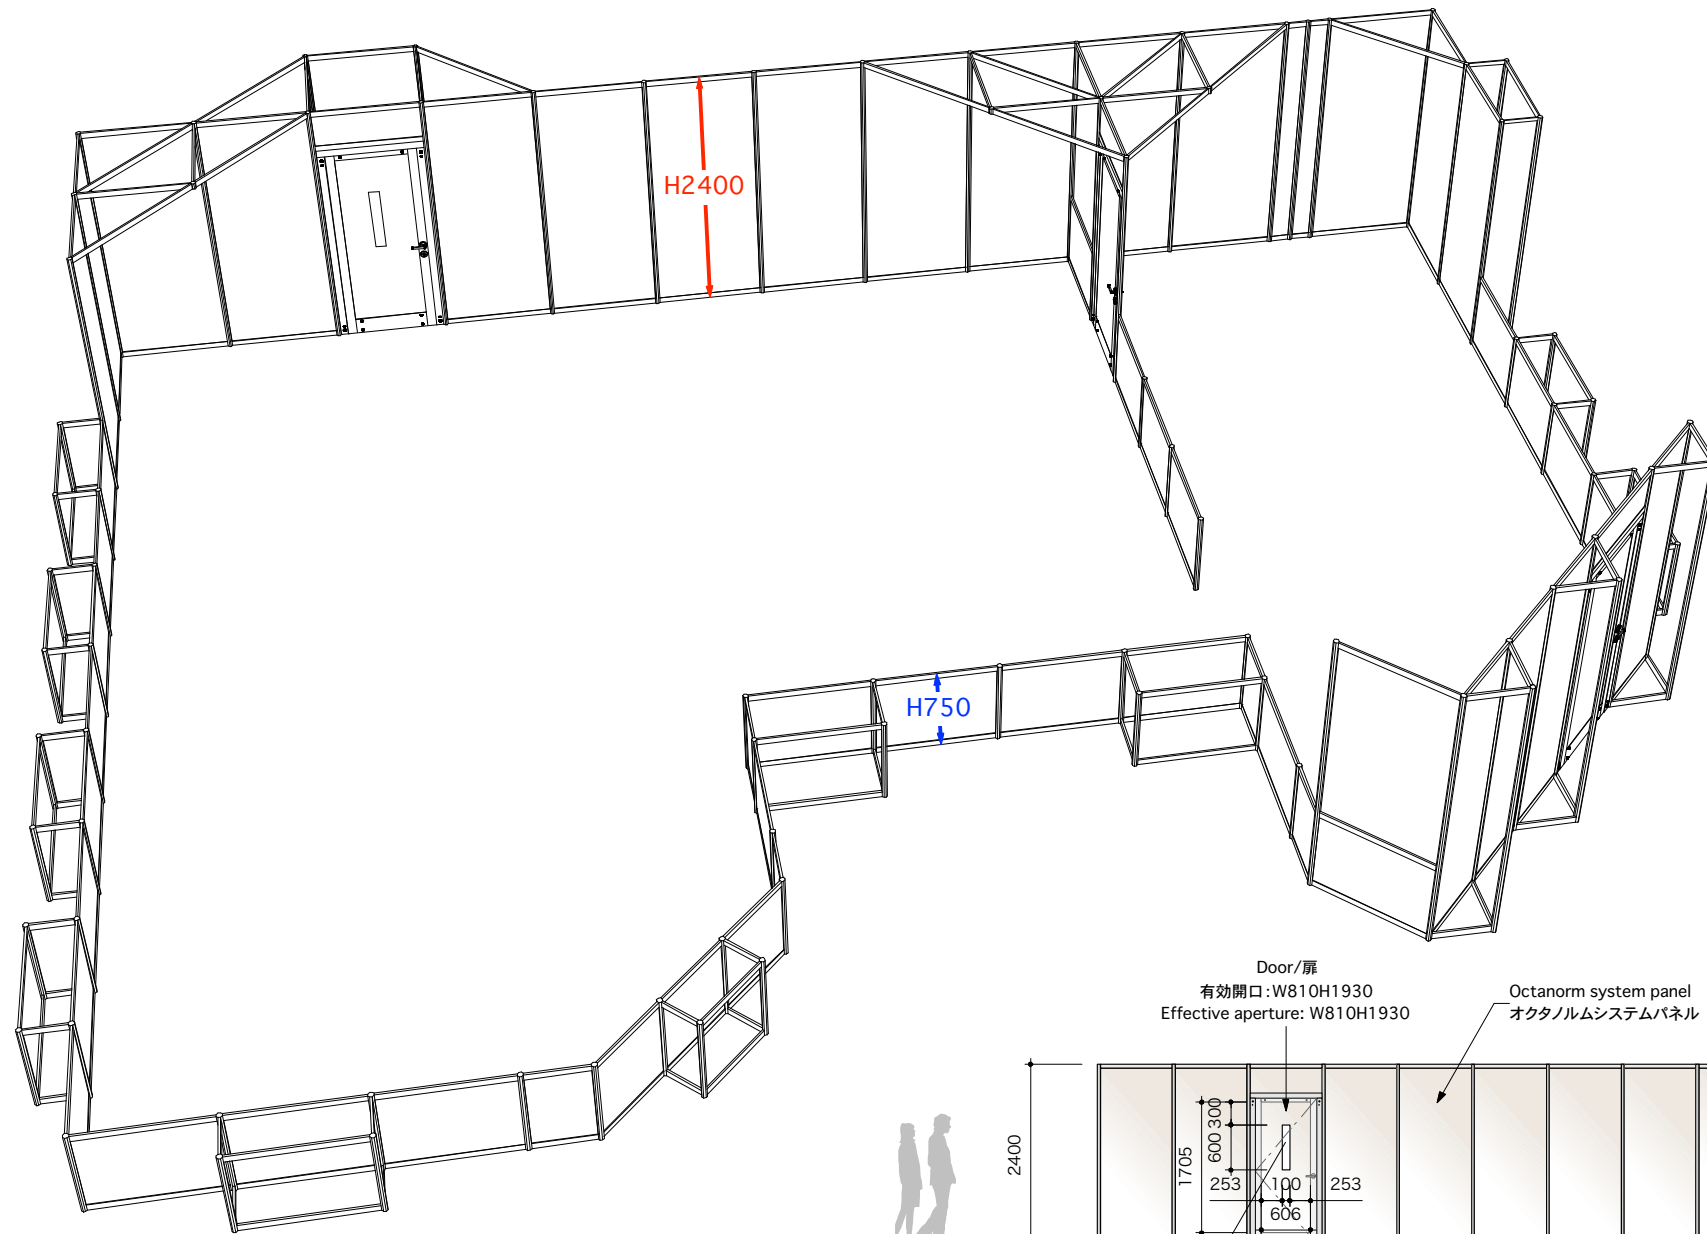 H2400
H750
Door/扉
有効開口:W810H1930
Effective aperture: W810H1930
Octanorm system panel
オクタノルムシステムパネル
2400
1705
600 300
253
100
253
606